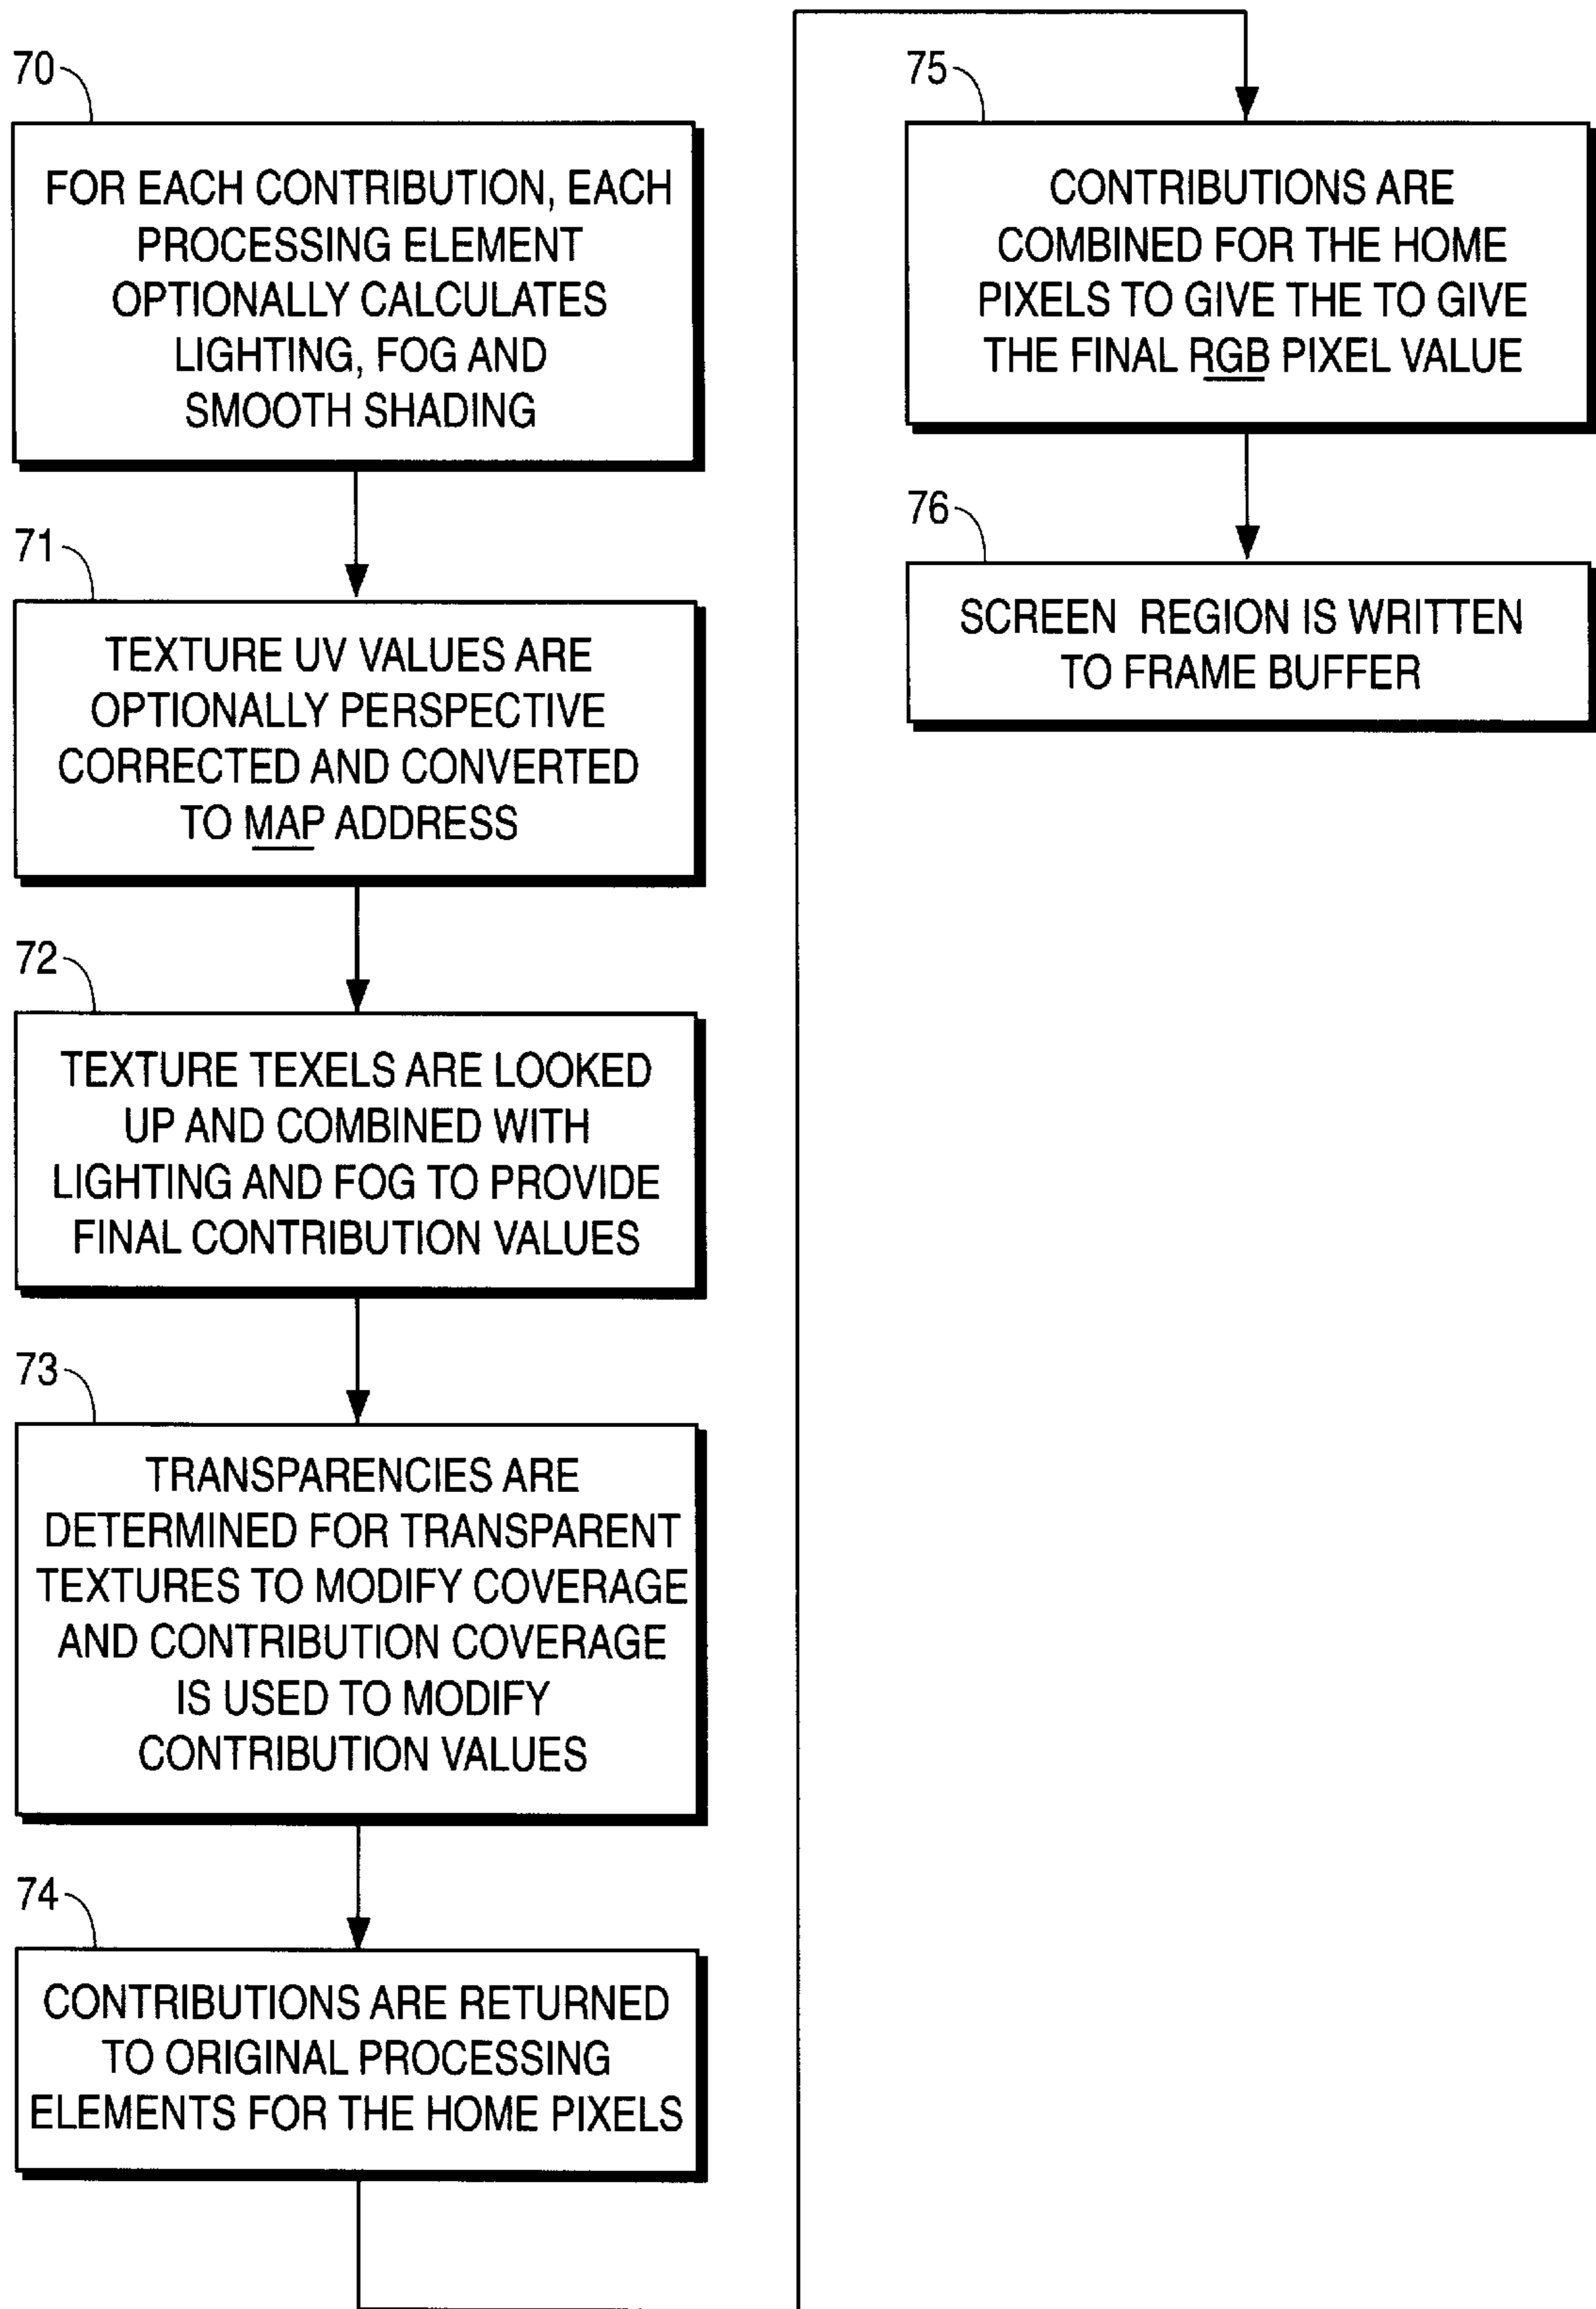 70
FOR EACH CONTRIBUTION, EACH
PROCESSING ELEMENT
OPTIONALLY CALCULATES
LIGHTING, FOG AND
SMOOTH SHADING
71
TEXTURE UV VALUES ARE
OPTIONALLY PERSPECTIVE
CORRECTED AND CONVERTED
TO MAP ADDRESS
72
TEXTURE TEXELS ARE LOOKED
UP AND COMBINED WITH
LIGHTING AND FOG TO PROVIDE
FINAL CONTRIBUTION VALUES
73
TRANSPARENCIES ARE
DETERMINED FOR TRANSPARENT
TEXTURES TO MODIFY COVERAGE
AND CONTRIBUTION COVERAGE
IS USED TO MODIFY
CONTRIBUTION VALUES
74
CONTRIBUTIONS ARE RETURNED
TO ORIGINAL PROCESSING
ELEMENTS FOR THE HOME PIXELS
75
CONTRIBUTIONS ARE
COMBINED FOR THE HOME
PIXELS TO GIVE THE TO GIVE
THE FINAL RGB PIXEL VALUE
76
SCREEN REGION IS WRITTEN
TO FRAME BUFFER